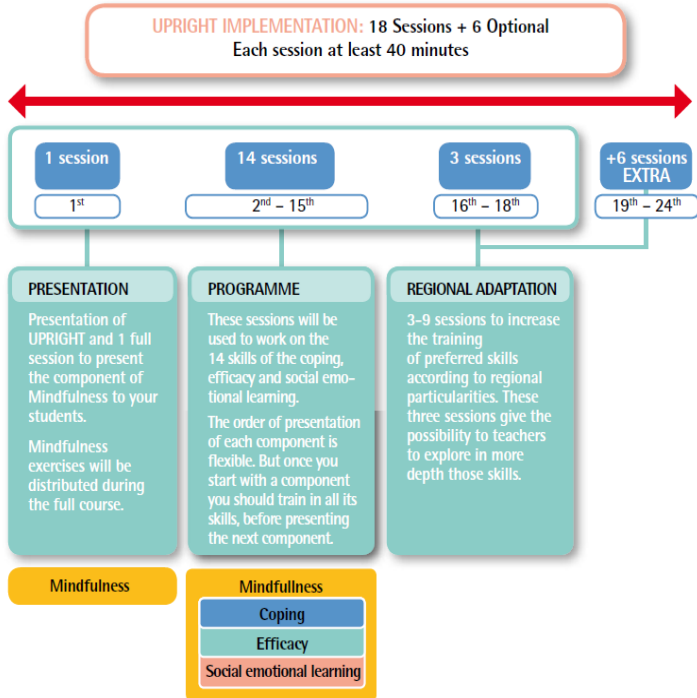 UPRIGHT IMPLEMENTATION: 18 Sessions + 6 Optional
Each session at least 40 minutes
1 session
14 sessions
3 sessions
+6 sessions
EXTRA
1st
2nd – 15th
16th – 18th
19th – 24th
PRESENTATION
Presentation of
UPRIGHT and 1 full
session to present
the component of
Mindfulness to your
students.
Mindfulness
exercises will be
distributed during
the full course.
PROGRAMME
These sessions will be
used to work on the
14 skills of the coping,
efficacy and social emo-
tional learning.
The order of presentation
of each component is
flexible. But once you
start with a component
you should train in all its
skills, before presenting
the next component.
REGIONAL ADAPTATION
3-9 sessions to increase
the training
of preferred skills
according to regional
particularities. These
three sessions give the
possibility to teachers
to explore in more
depth those skills.
Mindfulness
Mindfullness
Coping
Efficacy
Social emotional learning